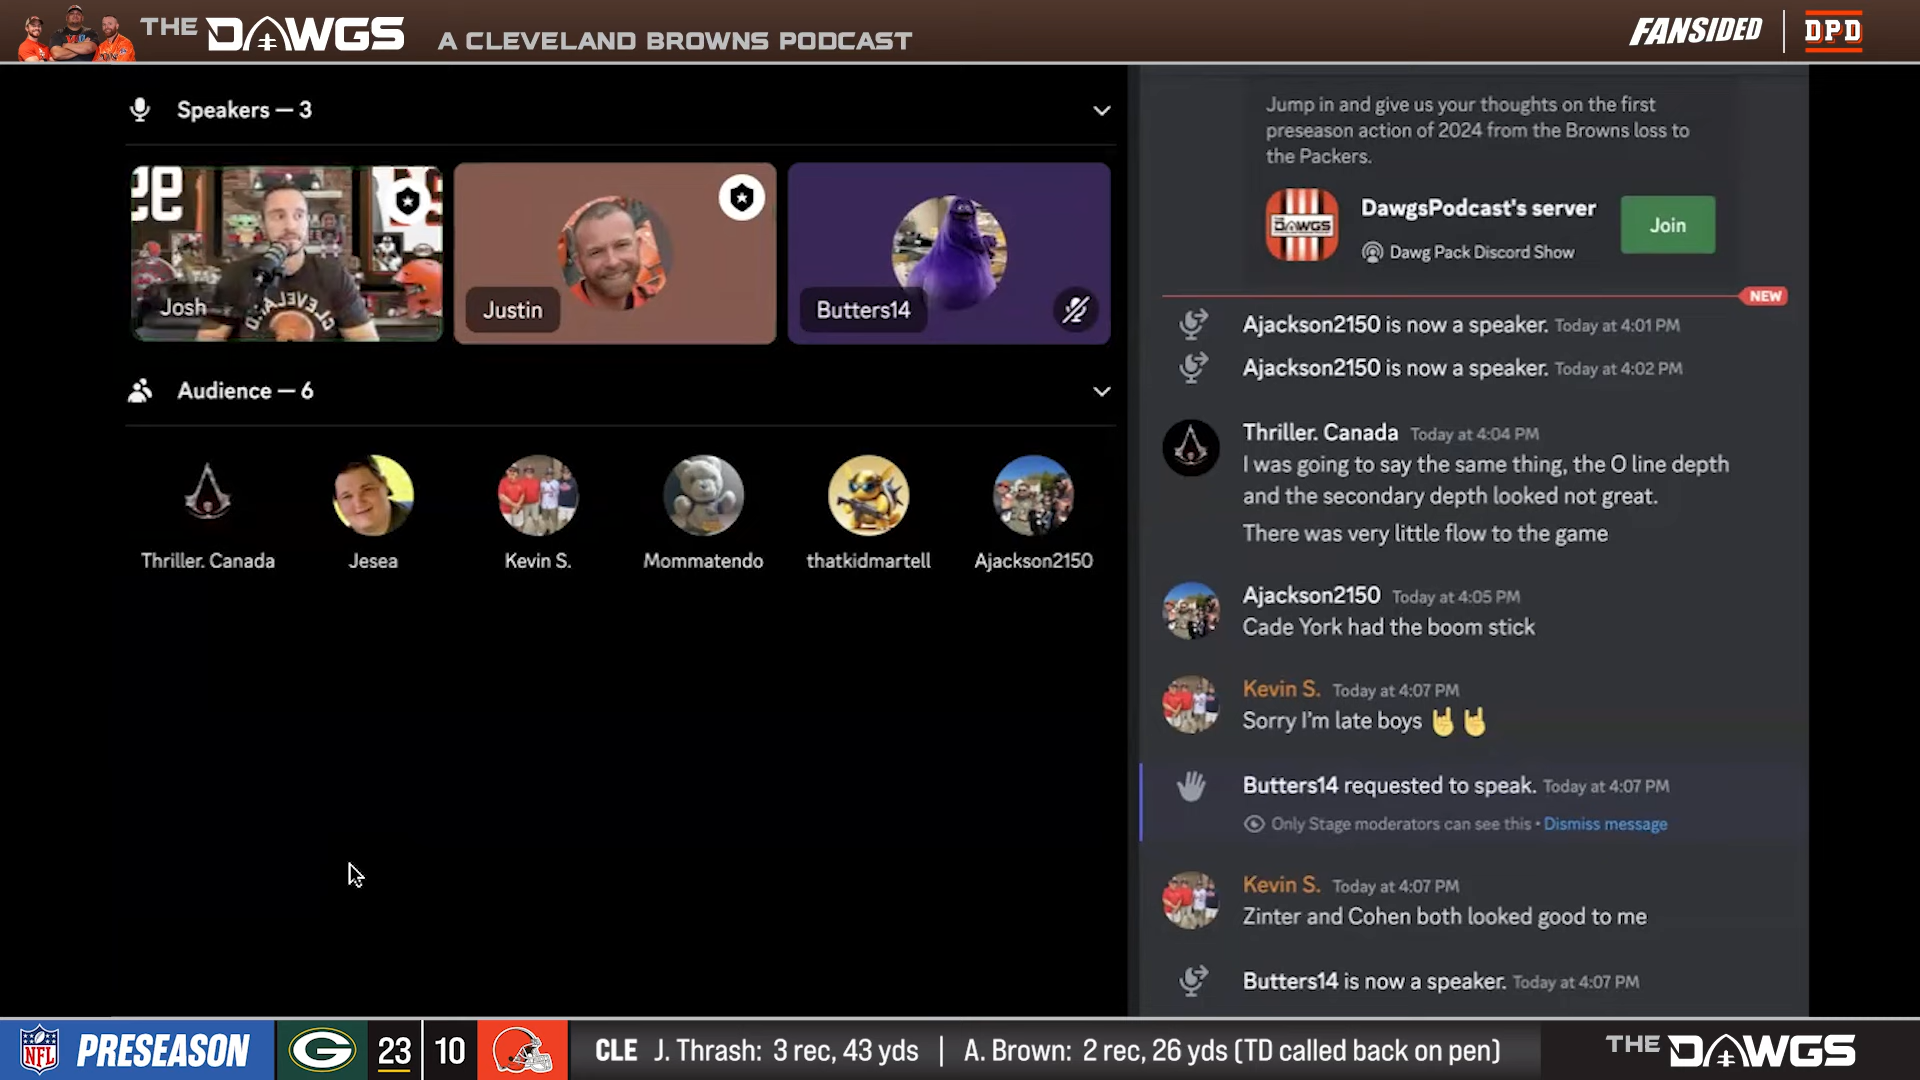 THE DAWGS A CLEVELAND BROWNS PODCAST
FANSIDED DPD
Speakers — 3
ee
CLEVELAND
Josh
Justin
Butters14
Audience — 6
Thriller. Canada
Jesea
Kevin S.
Mommatendo
thatkidmartell
Ajackson2150
Jump in and give us your thoughts on the first
preseason action of 2024 from the Browns loss to
the Packers.
THE DAWGS
DawgsPodcast's server
Dawg Pack Discord Show
Join
NEW
Ajackson2150 is now a speaker. Today at 4:01 PM
Ajackson2150 is now a speaker. Today at 4:02 PM
Thriller. Canada Today at 4:04 PM
I was going to say the same thing, the O line depth
and the secondary depth looked not great.
There was very little flow to the game
Ajackson2150 Today at 4:05 PM
Cade York had the boom stick
Kevin S. Today at 4:07 PM
Sorry I'm late boys 🤘 🤘
Butters14 requested to speak. Today at 4:07 PM
Only Stage moderators can see this • Dismiss message
Kevin S. Today at 4:07 PM
Zinter and Cohen both looked good to me
Butters14 is now a speaker. Today at 4:07 PM
NFL PRESEASON G 23 10 CLE J. Thrash: 3 rec, 43 yds | A. Brown: 2 rec, 26 yds (TD called back on pen) THE DAWGS